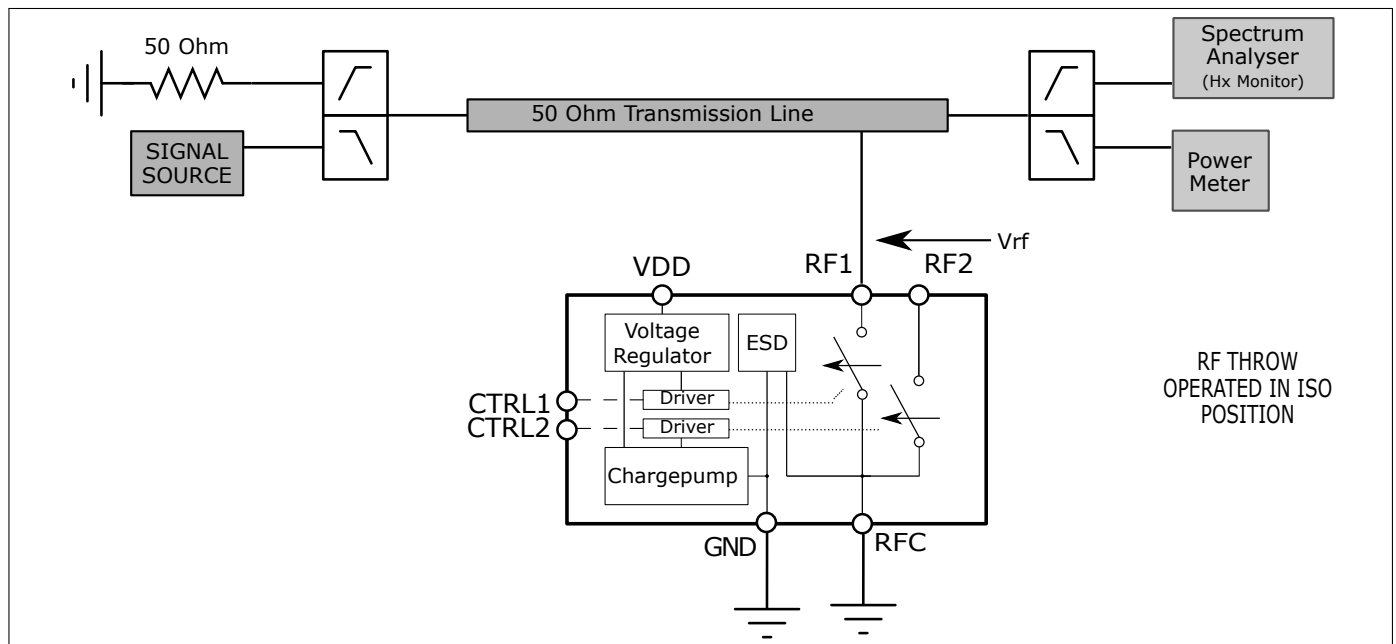 50 Ohm
Spectrum
Analyser
(Hx Monitor)
50 Ohm Transmission Line
SIGNAL
SOURCE
Power
Meter
Vrf
VDD
RF1
RF2
Voltage
Regulator
ESD
RF THROW
OPERATED IN ISO
POSITION
CTRL1
Driver
CTRL2
Driver
Chargepump
GND
RFC